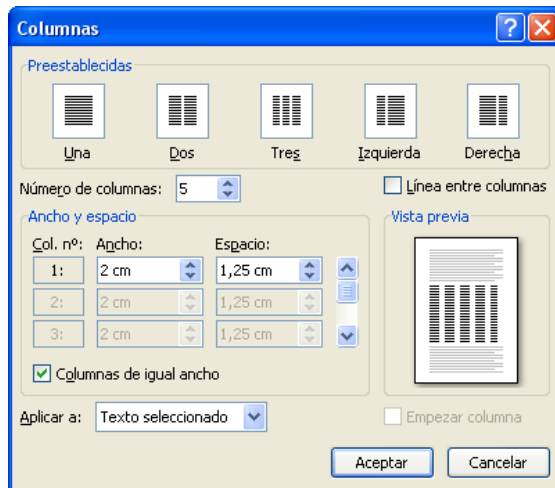 Columnas
Preestablecidas
Una Dos Tres Izquierda Derecha
Número de columnas: 5 Línea entre columnas
Ancho y espacio Vista previa
Col. nº: Ancho: Espacio:
1: 2 cm 1,25 cm
2: 2 cm 1,25 cm
3: 2 cm 1,25 cm
Columnas de igual ancho
Aplicar a: Texto seleccionado Empezar columna
Aceptar Cancelar